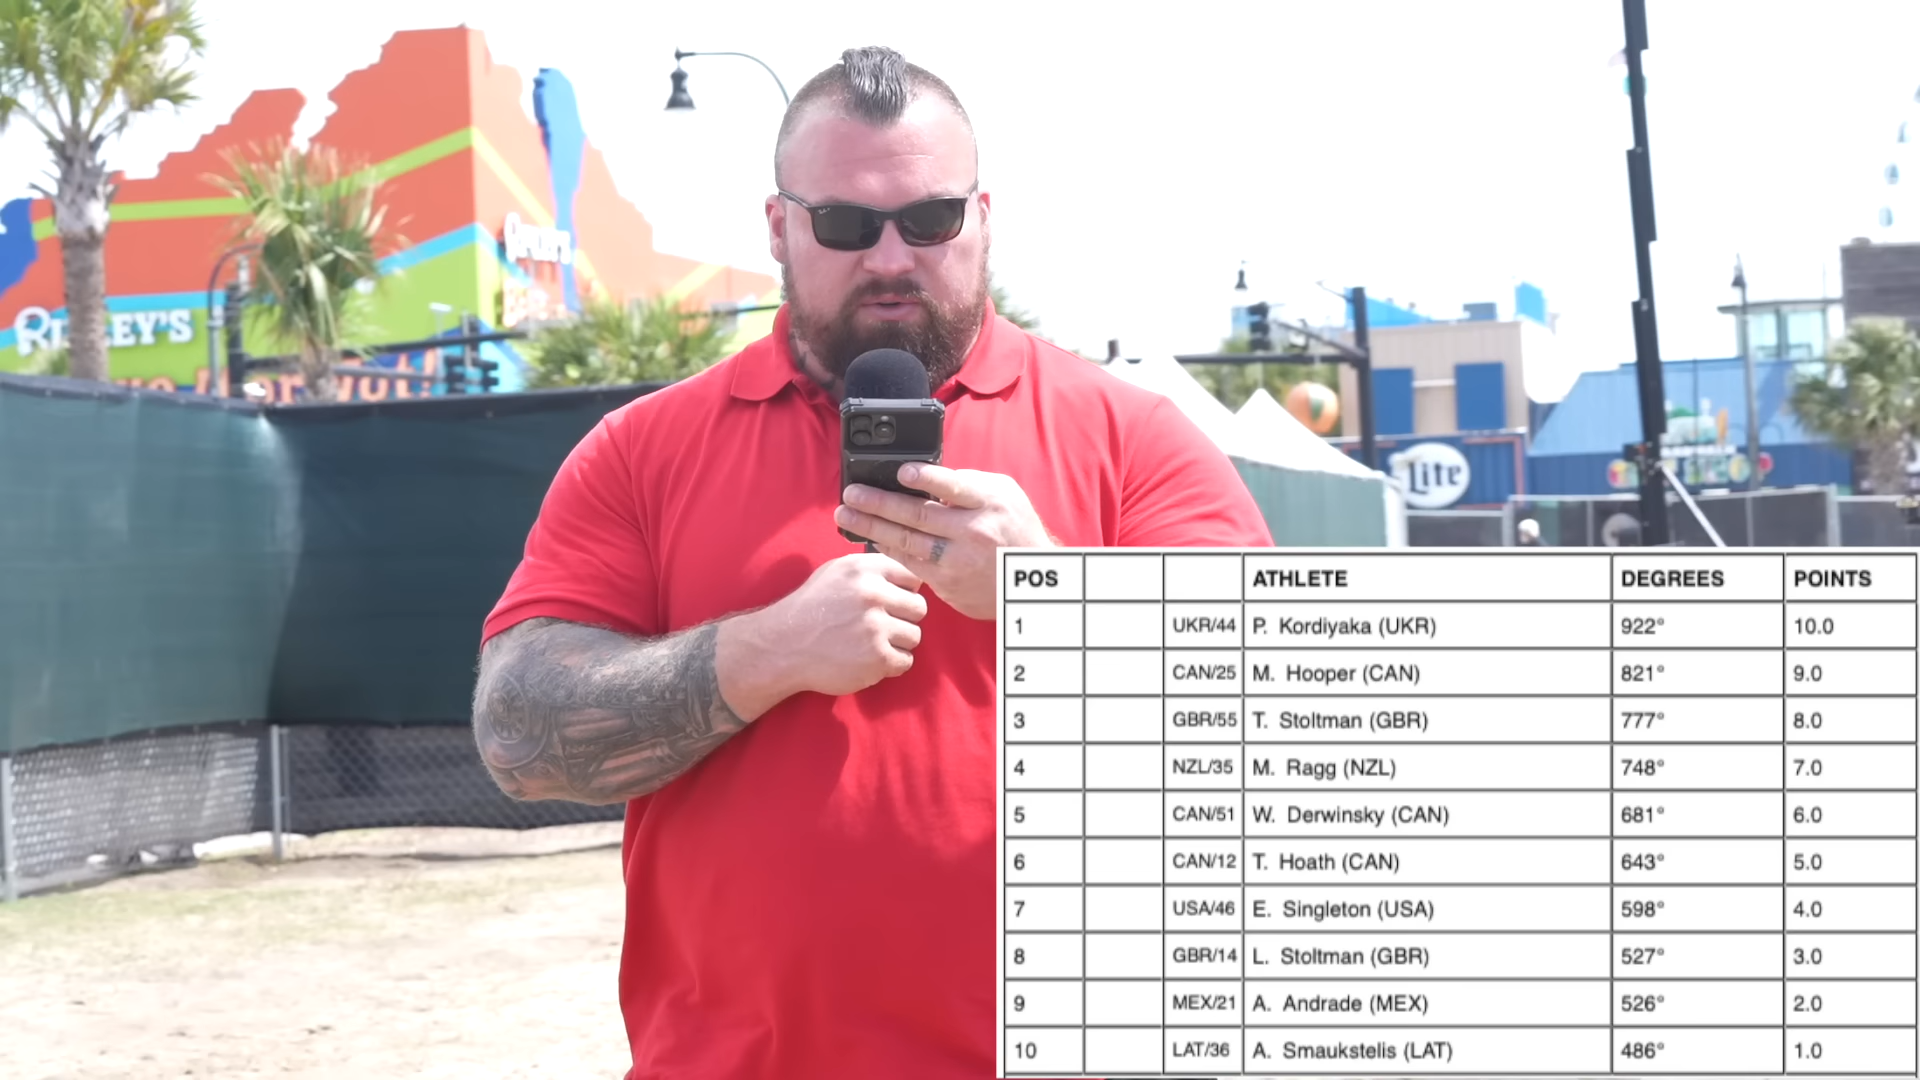 RIPLEY'S
Lite
POS ATHLETE DEGREES POINTS
1 UKR/44 P. Kordiyaka (UKR) 922° 10.0
2 CAN/25 M. Hooper (CAN) 821° 9.0
3 GBR/55 T. Stoltman (GBR) 777° 8.0
4 NZL/35 M. Ragg (NZL) 748° 7.0
5 CAN/51 W. Derwinsky (CAN) 681° 6.0
6 CAN/12 T. Hoath (CAN) 643° 5.0
7 USA/46 E. Singleton (USA) 598° 4.0
8 GBR/14 L. Stoltman (GBR) 527° 3.0
9 MEX/21 A. Andrade (MEX) 526° 2.0
10 LAT/36 A. Smaukstelis (LAT) 486° 1.0